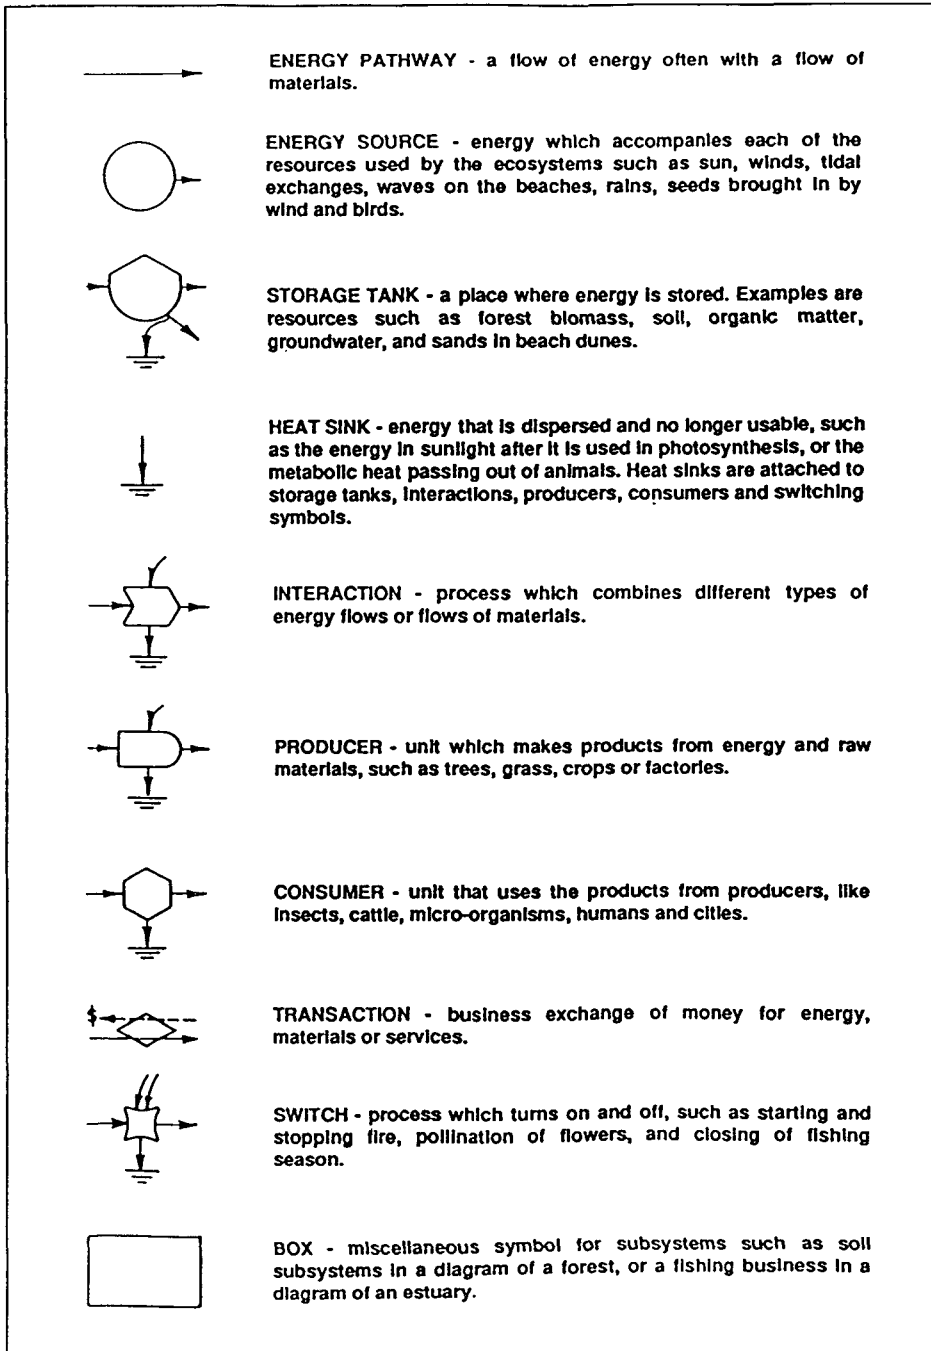 ENERGY PATHWAY - a flow of energy often with a flow of
materials.
ENERGY SOURCE - energy which accompanies each of the
resources used by the ecosystems such as sun, winds, tidal
exchanges, waves on the beaches, rains, seeds brought in by
wind and birds.
STORAGE TANK - a place where energy is stored. Examples are
resources such as forest biomass, soil, organic matter,
groundwater, and sands in beach dunes.
HEAT SINK - energy that is dispersed and no longer usable, such
as the energy in sunlight after it is used in photosynthesis, or the
metabolic heat passing out of animals. Heat sinks are attached to
storage tanks, interactions, producers, consumers and switching
symbols.
INTERACTION - process which combines different types of
energy flows or flows of materials.
PRODUCER - unit which makes products from energy and raw
materials, such as trees, grass, crops or factories.
CONSUMER - unit that uses the products from producers, like
insects, cattle, micro-organisms, humans and cities.
$
TRANSACTION - business exchange of money for energy,
materials or services.
SWITCH - process which turns on and off, such as starting and
stopping fire, pollination of flowers, and closing of fishing
season.
BOX - miscellaneous symbol for subsystems such as soil
subsystems in a diagram of a forest, or a fishing business in a
diagram of an estuary.